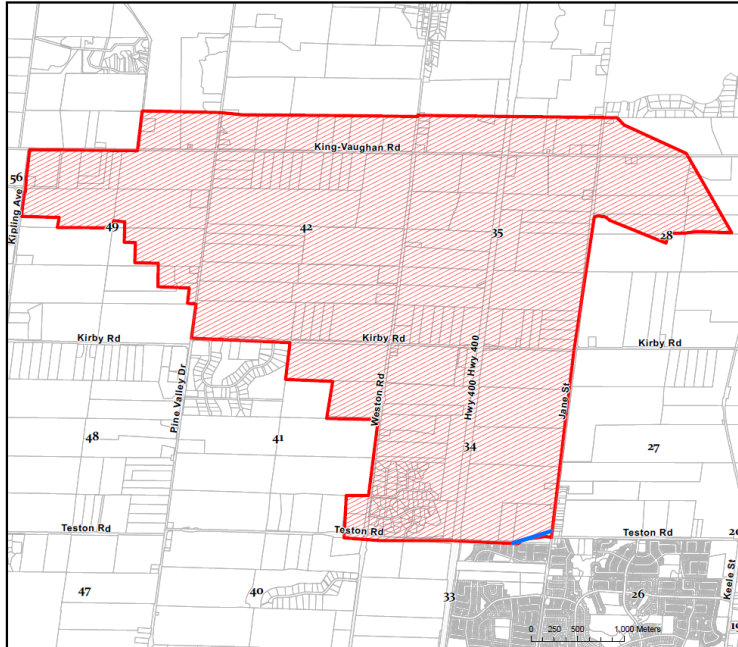 King-Vaughan Rd
56
Kipling Ave
49
42
35
28
Kirby Rd
Kirby Rd
Kirby Rd
Pine Valley Dr
Weston Rd
Hwy 400 Hwy 400
Jane St
48
41
34
27
Teston Rd
Teston Rd
Teston Rd
47
40
33
26
Keele St
0 250 500 1,000 Meters